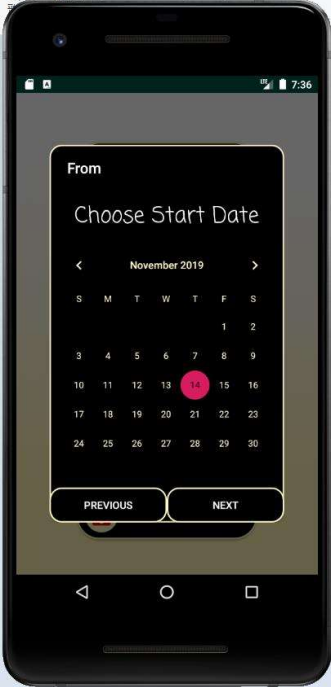 LTE 7:36
From
Choose Start Date
November 2019
S M T W T F S
1 2
3 4 5 6 7 8 9
10 11 12 13 14 15 16
17 18 19 20 21 22 23
24 25 26 27 28 29 30
PREVIOUS NEXT